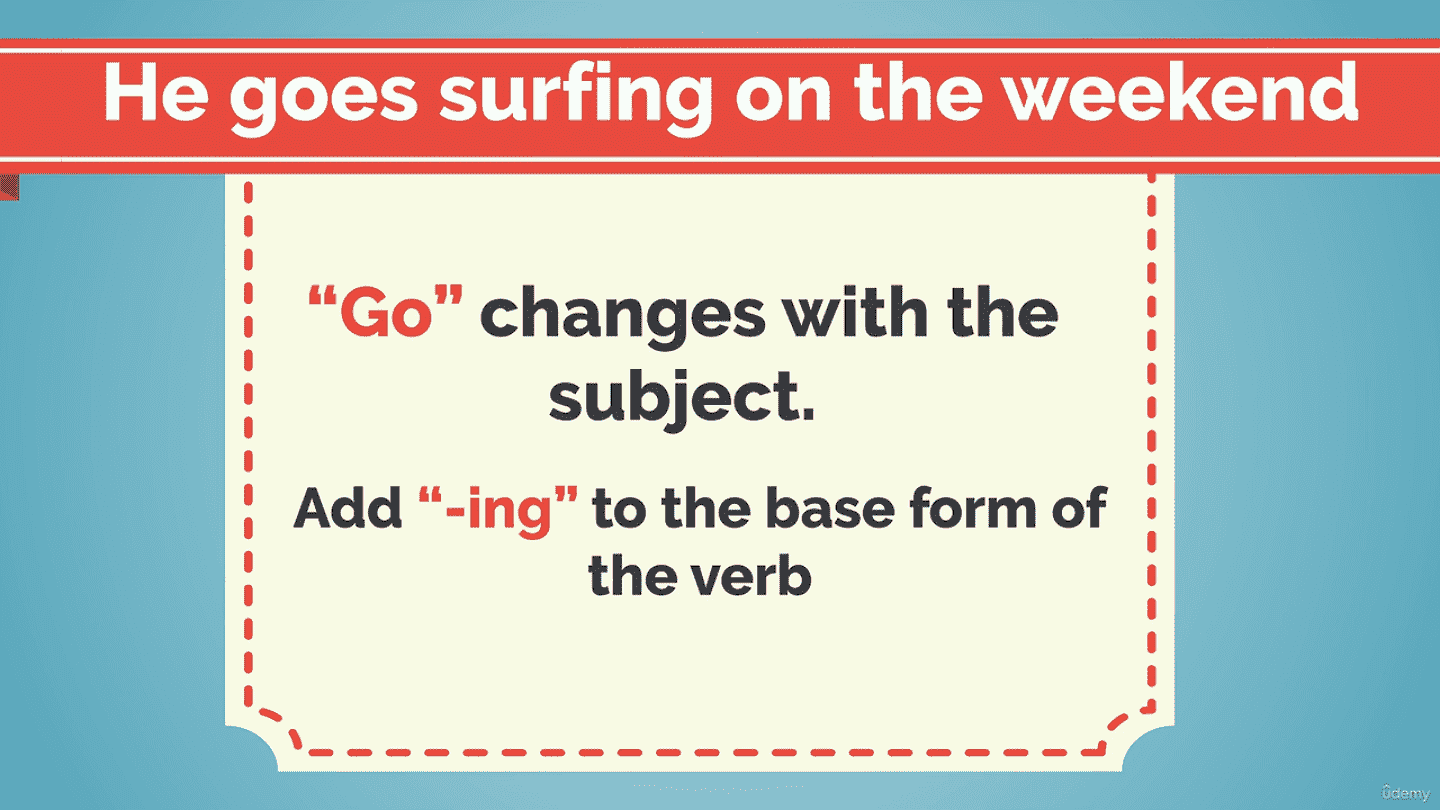 He goes surfing on the weekend
“Go” changes with the
subject.
Add “-ing” to the base form of
the verb
ûdemy